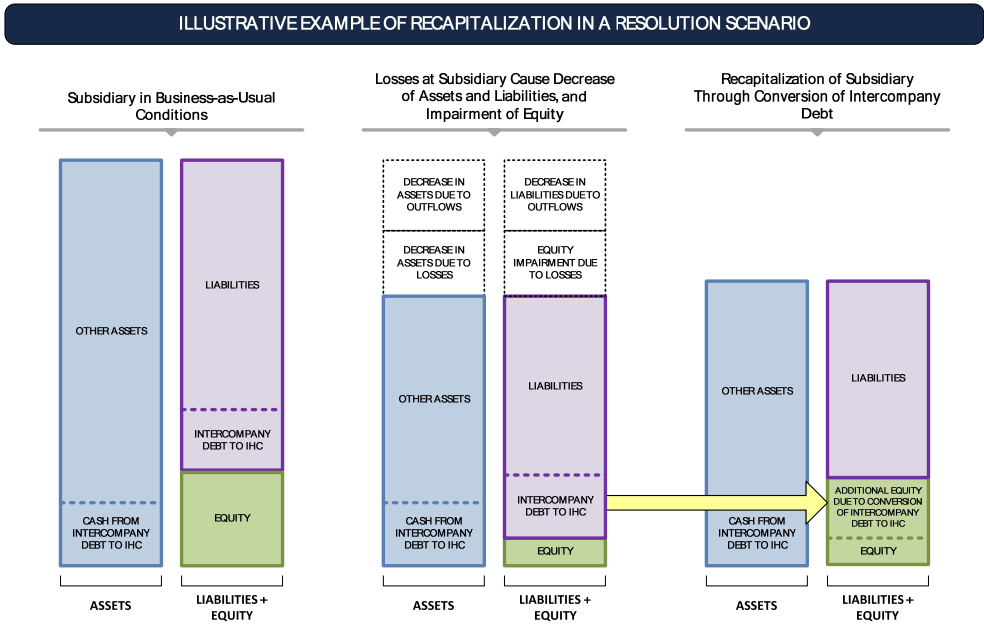 ILLUSTRATIVE EXAMPLE OF RECAPITALIZATION IN A RESOLUTION SCENARIO
Subsidiary in Business-as-Usual
Conditions
OTHER ASSETS
CASH FROM
INTERCOMPANY
DEBT TO IHC
LIABILITIES
INTERCOMPANY
DEBT TO IHC
EQUITY
ASSETS
LIABILITIES +
EQUITY
Losses at Subsidiary Cause Decrease
of Assets and Liabilities, and
Impairment of Equity
DECREASE IN
ASSETS DUE TO
OUTFLOWS
DECREASE IN
ASSETS DUE TO
LOSSES
OTHER ASSETS
CASH FROM
INTERCOMPANY
DEBT TO IHC
DECREASE IN
LIABILITIES DUE TO
OUTFLOWS
EQUITY
IMPAIRMENT DUE
TO LOSSES
LIABILITIES
INTERCOMPANY
DEBT TO IHC
EQUITY
ASSETS
LIABILITIES +
EQUITY
Recapitalization of Subsidiary
Through Conversion of Intercompany
Debt
OTHER ASSETS
CASH FROM
INTERCOMPANY
DEBT TO IHC
LIABILITIES
ADDITIONAL EQUITY
DUE TO CONVERSION
OF INTERCOMPANY
DEBT TO IHC
EQUITY
ASSETS
LIABILITIES +
EQUITY